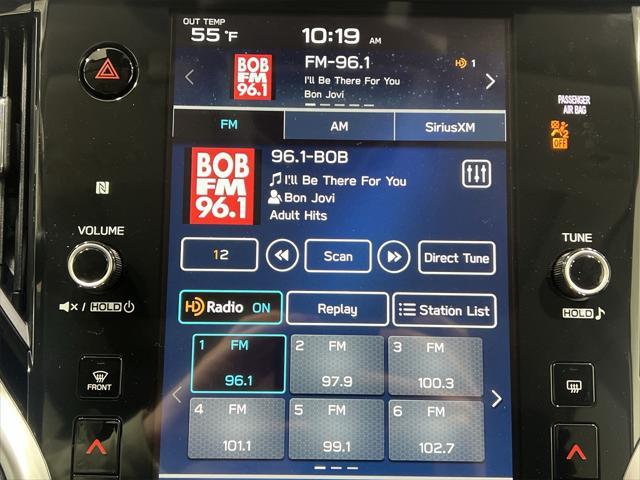 OUT TEMP
55 °F
10:19 AM
BOB
FM
96.1
FM-96.1
HD 1
I'll Be There For You
Bon Jovi
PASSENGER
AIR BAG
OFF
FM
AM
SiriusXM
BOB
FM
96.1
96.1-BOB
I'll Be There For You
Bon Jovi
Adult Hits
VOLUME
TUNE
12
Scan
Direct Tune
/ HOLD
HOLD
HD Radio ON
Replay
Station List
1 FM
96.1
2 FM
97.9
3 FM
100.3
FRONT
4 FM
101.1
5 FM
99.1
6 FM
102.7